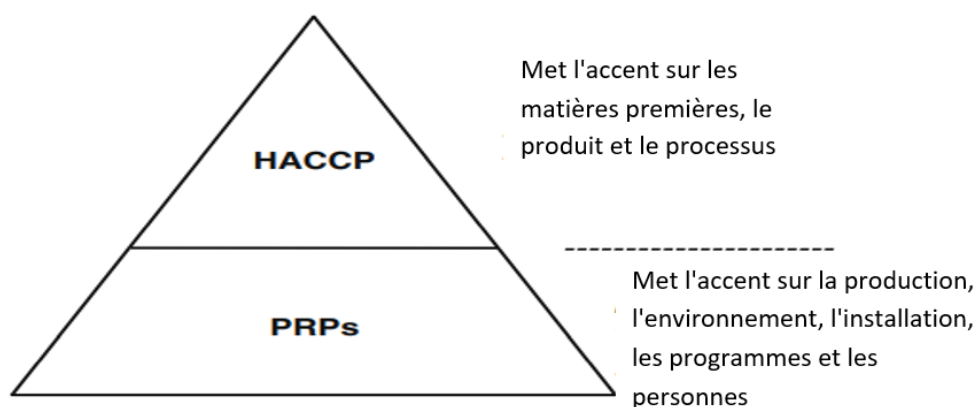 Met l'accent sur les
matières premières, le
produit et le processus
HACCP
Met l'accent sur la production,
l'environnement, l'installation,
les programmes et les
personnes
PRPs